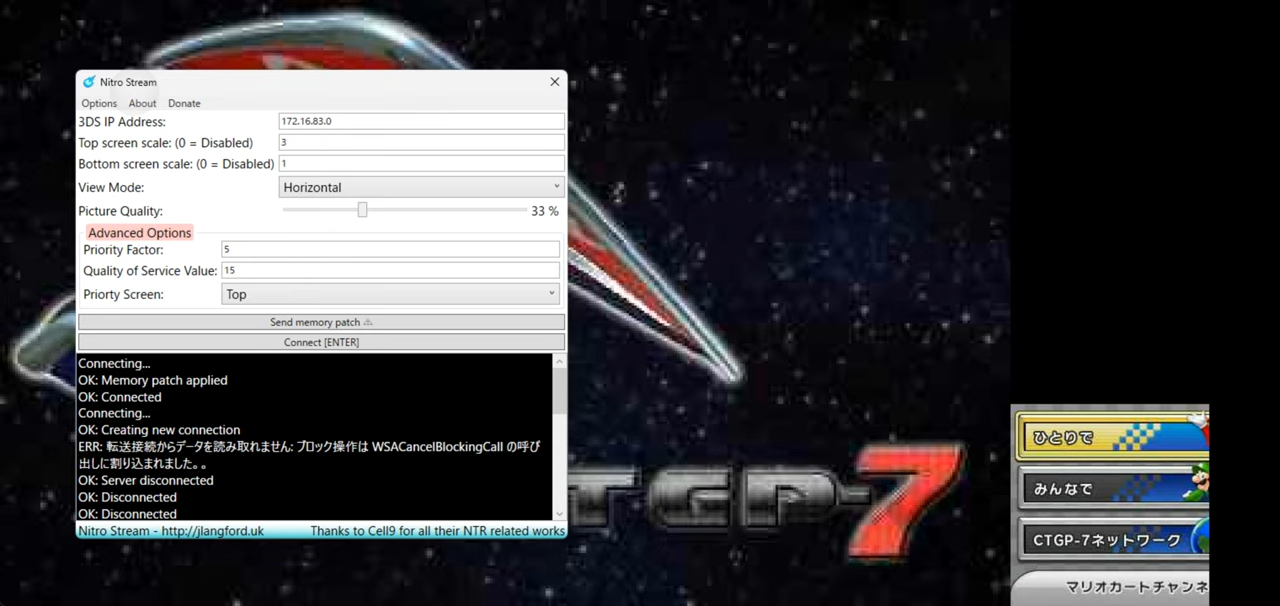 Nitro Stream
Options About Donate
3DS IP Address: 172.16.83.0
Top screen scale: (0 = Disabled) 3
Bottom screen scale: (0 = Disabled) 1
View Mode: Horizontal
Picture Quality: 33 %
Advanced Options
Priority Factor: 5
Quality of Service Value: 15
Priorty Screen: Top
Send memory patch ⚠
Connect [ENTER]
Connecting...
OK: Memory patch applied
OK: Connected
Connecting...
OK: Creating new connection
ERR: 転送接続からデータを読み取れません: ブロック操作は WSACancelBlockingCall の呼び
出しに割り込まれました。。
OK: Server disconnected
OK: Disconnected
OK: Disconnected
Nitro Stream - http://jlangford.uk Thanks to Cell9 for all their NTR related works
TGP-7
ひとりで
みんなで
CTGP-7ネットワーク
マリオカートチャンネ